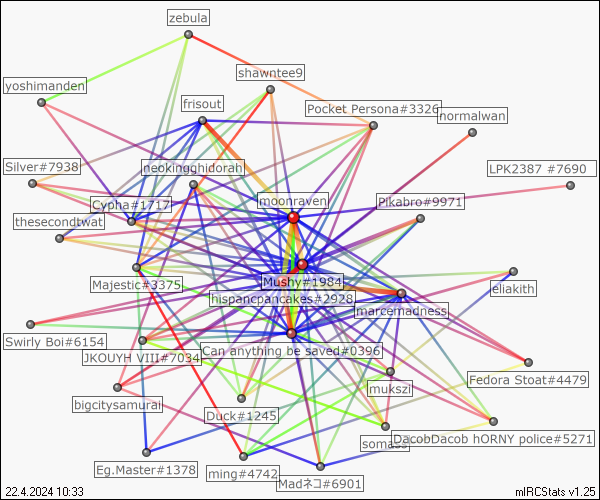 zebula
shawntee9
yoshimanden
frisout
Pocket Persona#3326
normalwan
Silver#7938
neokingghidorah
LPK2387 #7690
Cypha#1717
moonraven
Pikabro#9971
thesecondtwat
Majestic#3375
Mushy#1984
eliakith
hispancpancakes#2928
marcemadness
Swirly Boi#6154
JKOUYH VIII#7034
Can anything be saved#0396
Fedora Stoat#4479
mukszi
bigcitysamurai
Duck#1245
somass
DacobDacob hORNY police#5271
Eg.Master#1378
ming#4742
Madネコ#6901
22.4.2024 10:33
mIRCStats v1.25